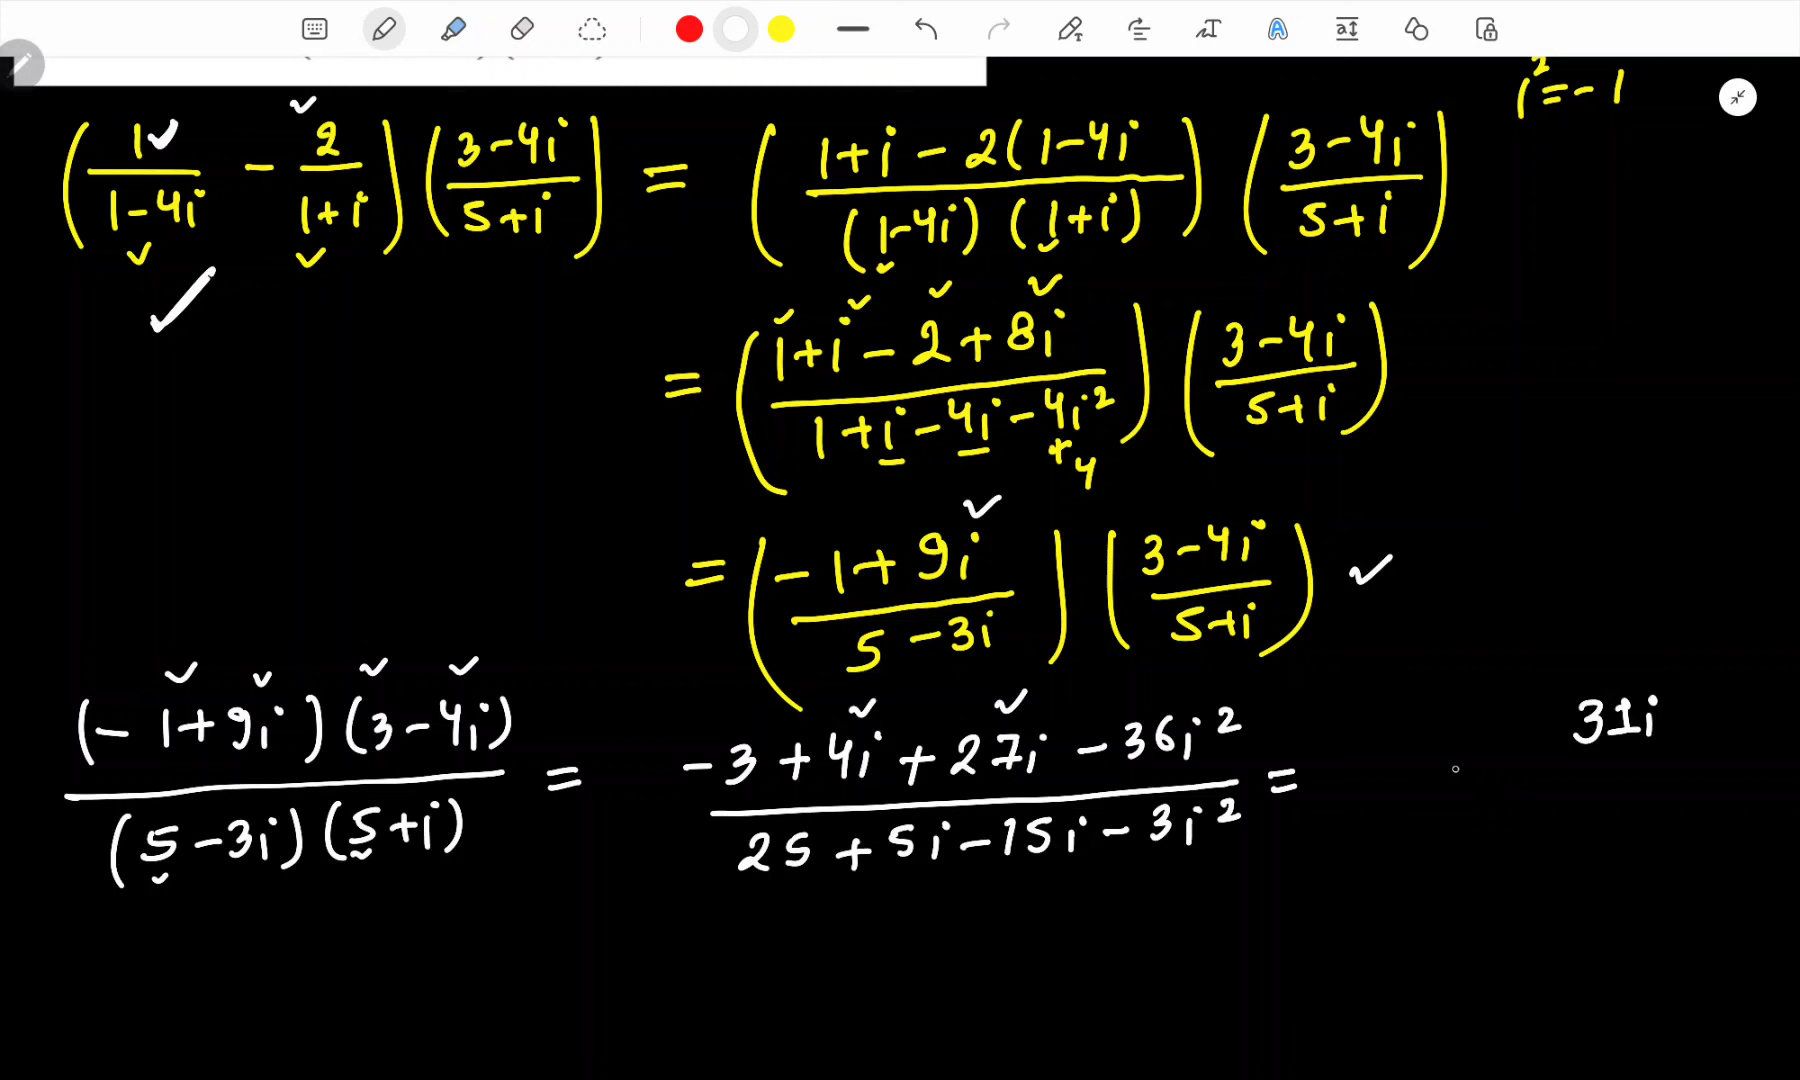 i² = -1
(1/(1-4i) - 2/(1+i)) ((3-4i)/(5+i)) = ((1+i-2(1-4i)/((1-4i)(1+i))) ((3-4i)/(5+i))
= ((1+i-2+8i)/(1+i-4i-4i²)) ((3-4i)/(5+i))
+4
= ((-1+9i)/(5-3i)) ((3-4i)/(5+i))
((-1+9i)(3-4i))/((5-3i)(5+i)) = (-3+4i+27i-36i²)/(25+5i-15i-3i²) =
31i